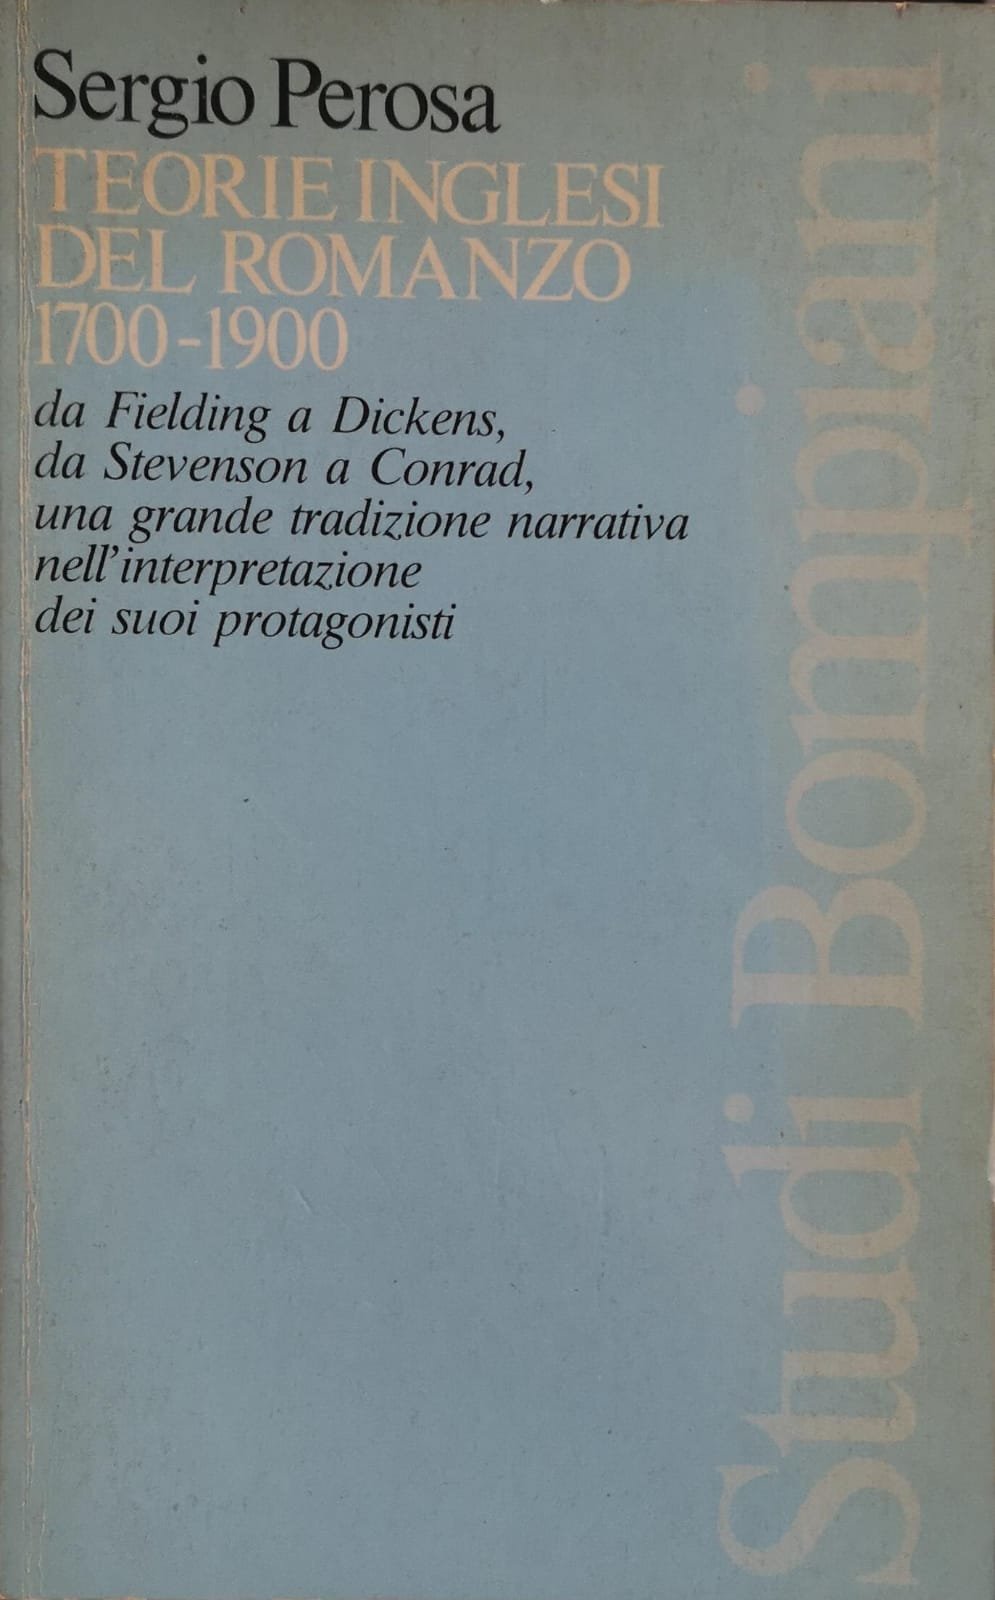 Sergio Perosa
TEORIE INGLESI
DEL ROMANZO
1700-1900
da Fielding a Dickens,
da Stevenson a Conrad,
una grande tradizione narrativa
nell'interpretazione
dei suoi protagonisti
Studi Bompiani